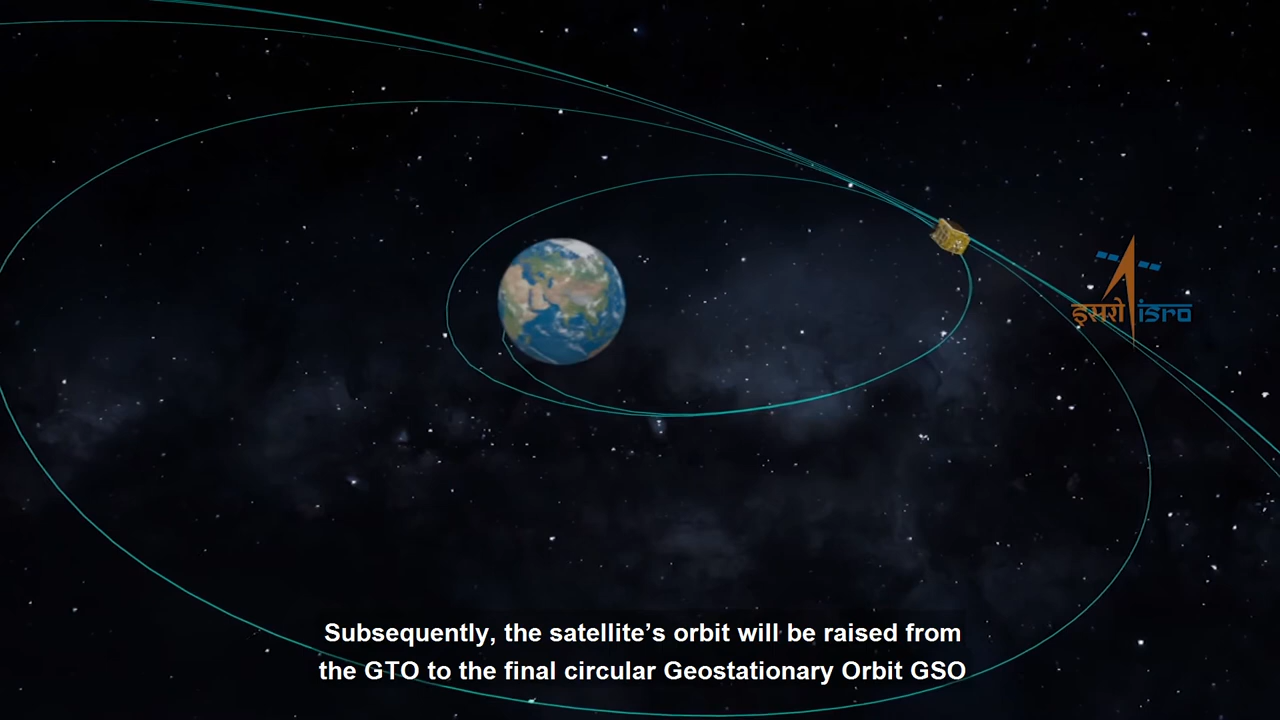 इसरो isro
Subsequently, the satellite’s orbit will be raised from
the GTO to the final circular Geostationary Orbit GSO